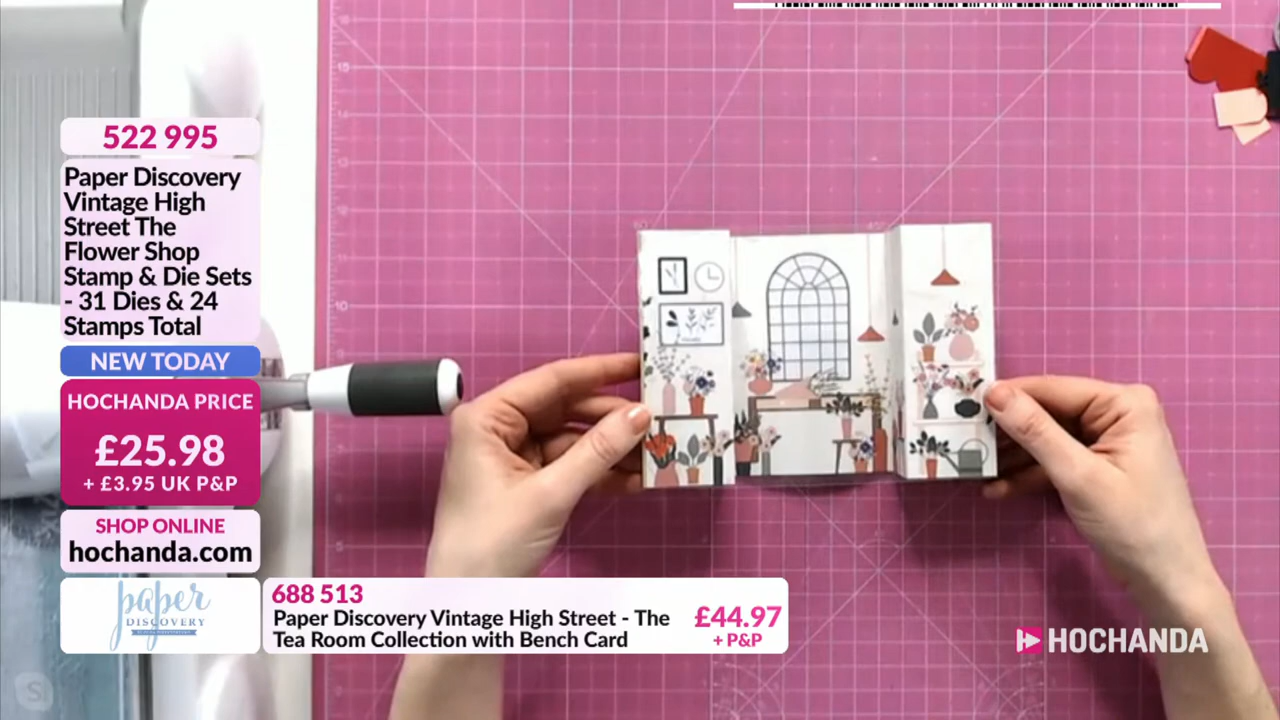 522 995
Paper Discovery
Vintage High
Street The
Flower Shop
Stamp & Die Sets
- 31 Dies & 24
Stamps Total
NEW TODAY
HOCHANDA PRICE
£25.98
+ £3.95 UK P&P
SHOP ONLINE
hochanda.com
paper
DISCOVERY
688 513
Paper Discovery Vintage High Street - The
Tea Room Collection with Bench Card
£44.97
+ P&P
HOCHANDA